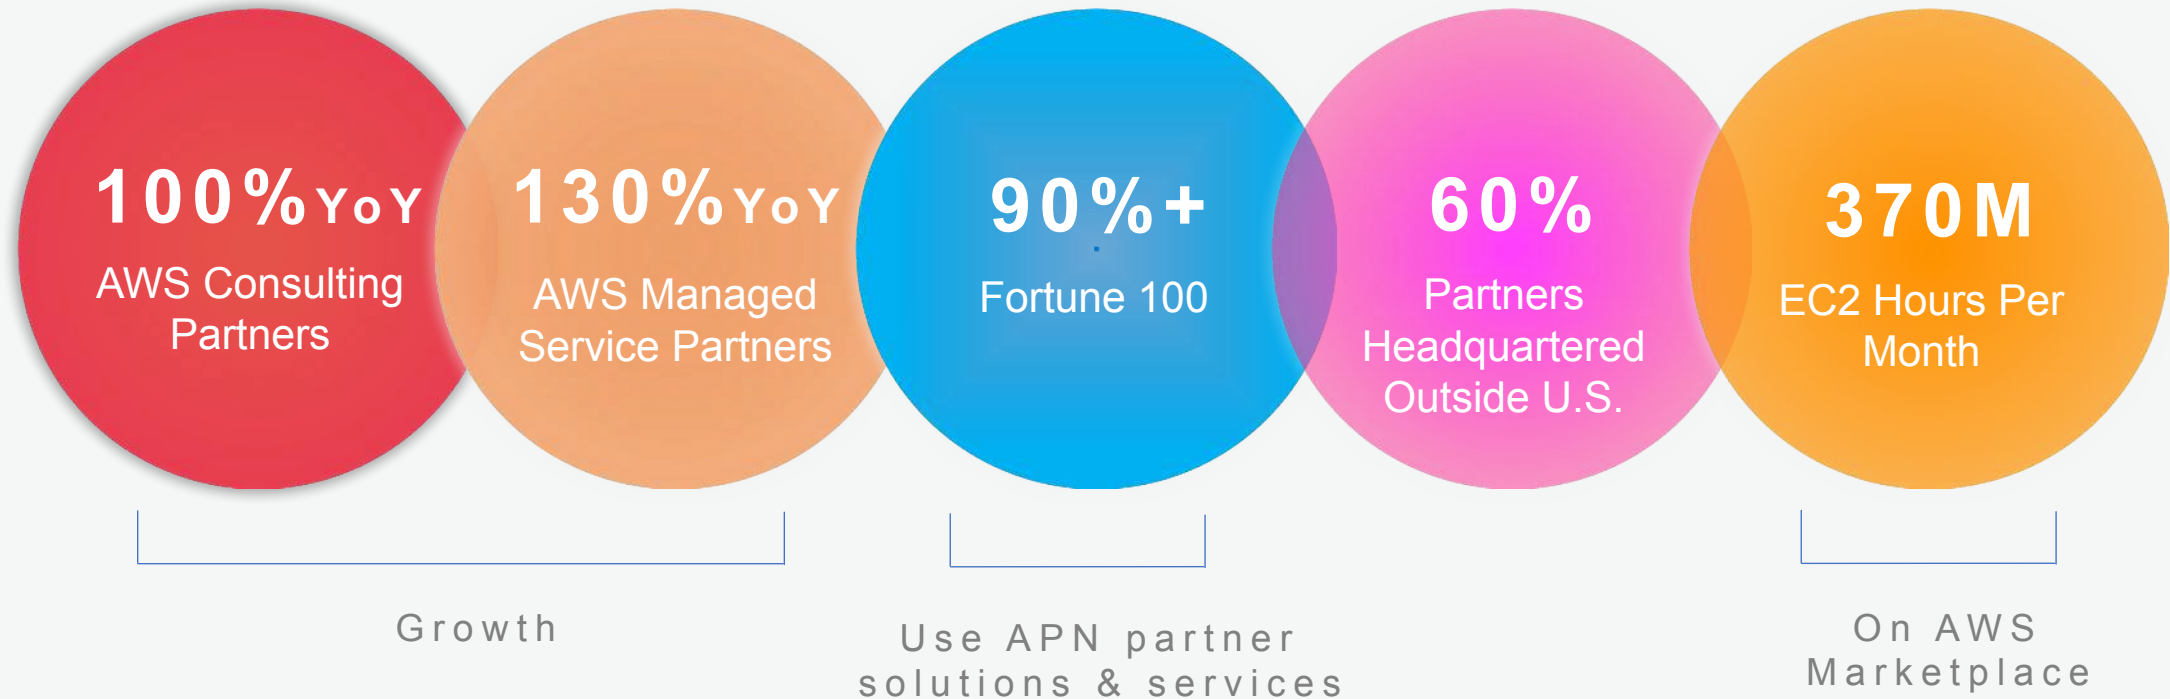 100% YoY
AWS Consulting
Partners
130% YoY
AWS Managed
Service Partners
90%+
Fortune 100
60%
Partners
Headquartered
Outside U.S.
370M
EC2 Hours Per
Month
Growth
Use APN partner
solutions & services
On AWS
Marketplace